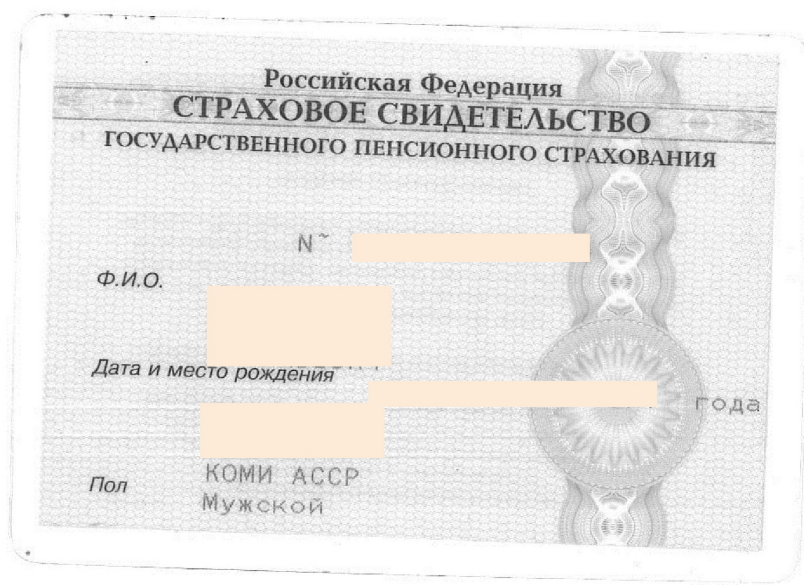 Российская Федерация
СТРАХОВОЕ СВИДЕТЕЛЬСТВО
ГОСУДАРСТВЕННОГО ПЕНСИОННОГО СТРАХОВАНИЯ
N~
Ф.И.О.
Дата и место рождения
года
КОМИ АССР
Пол
Мужской